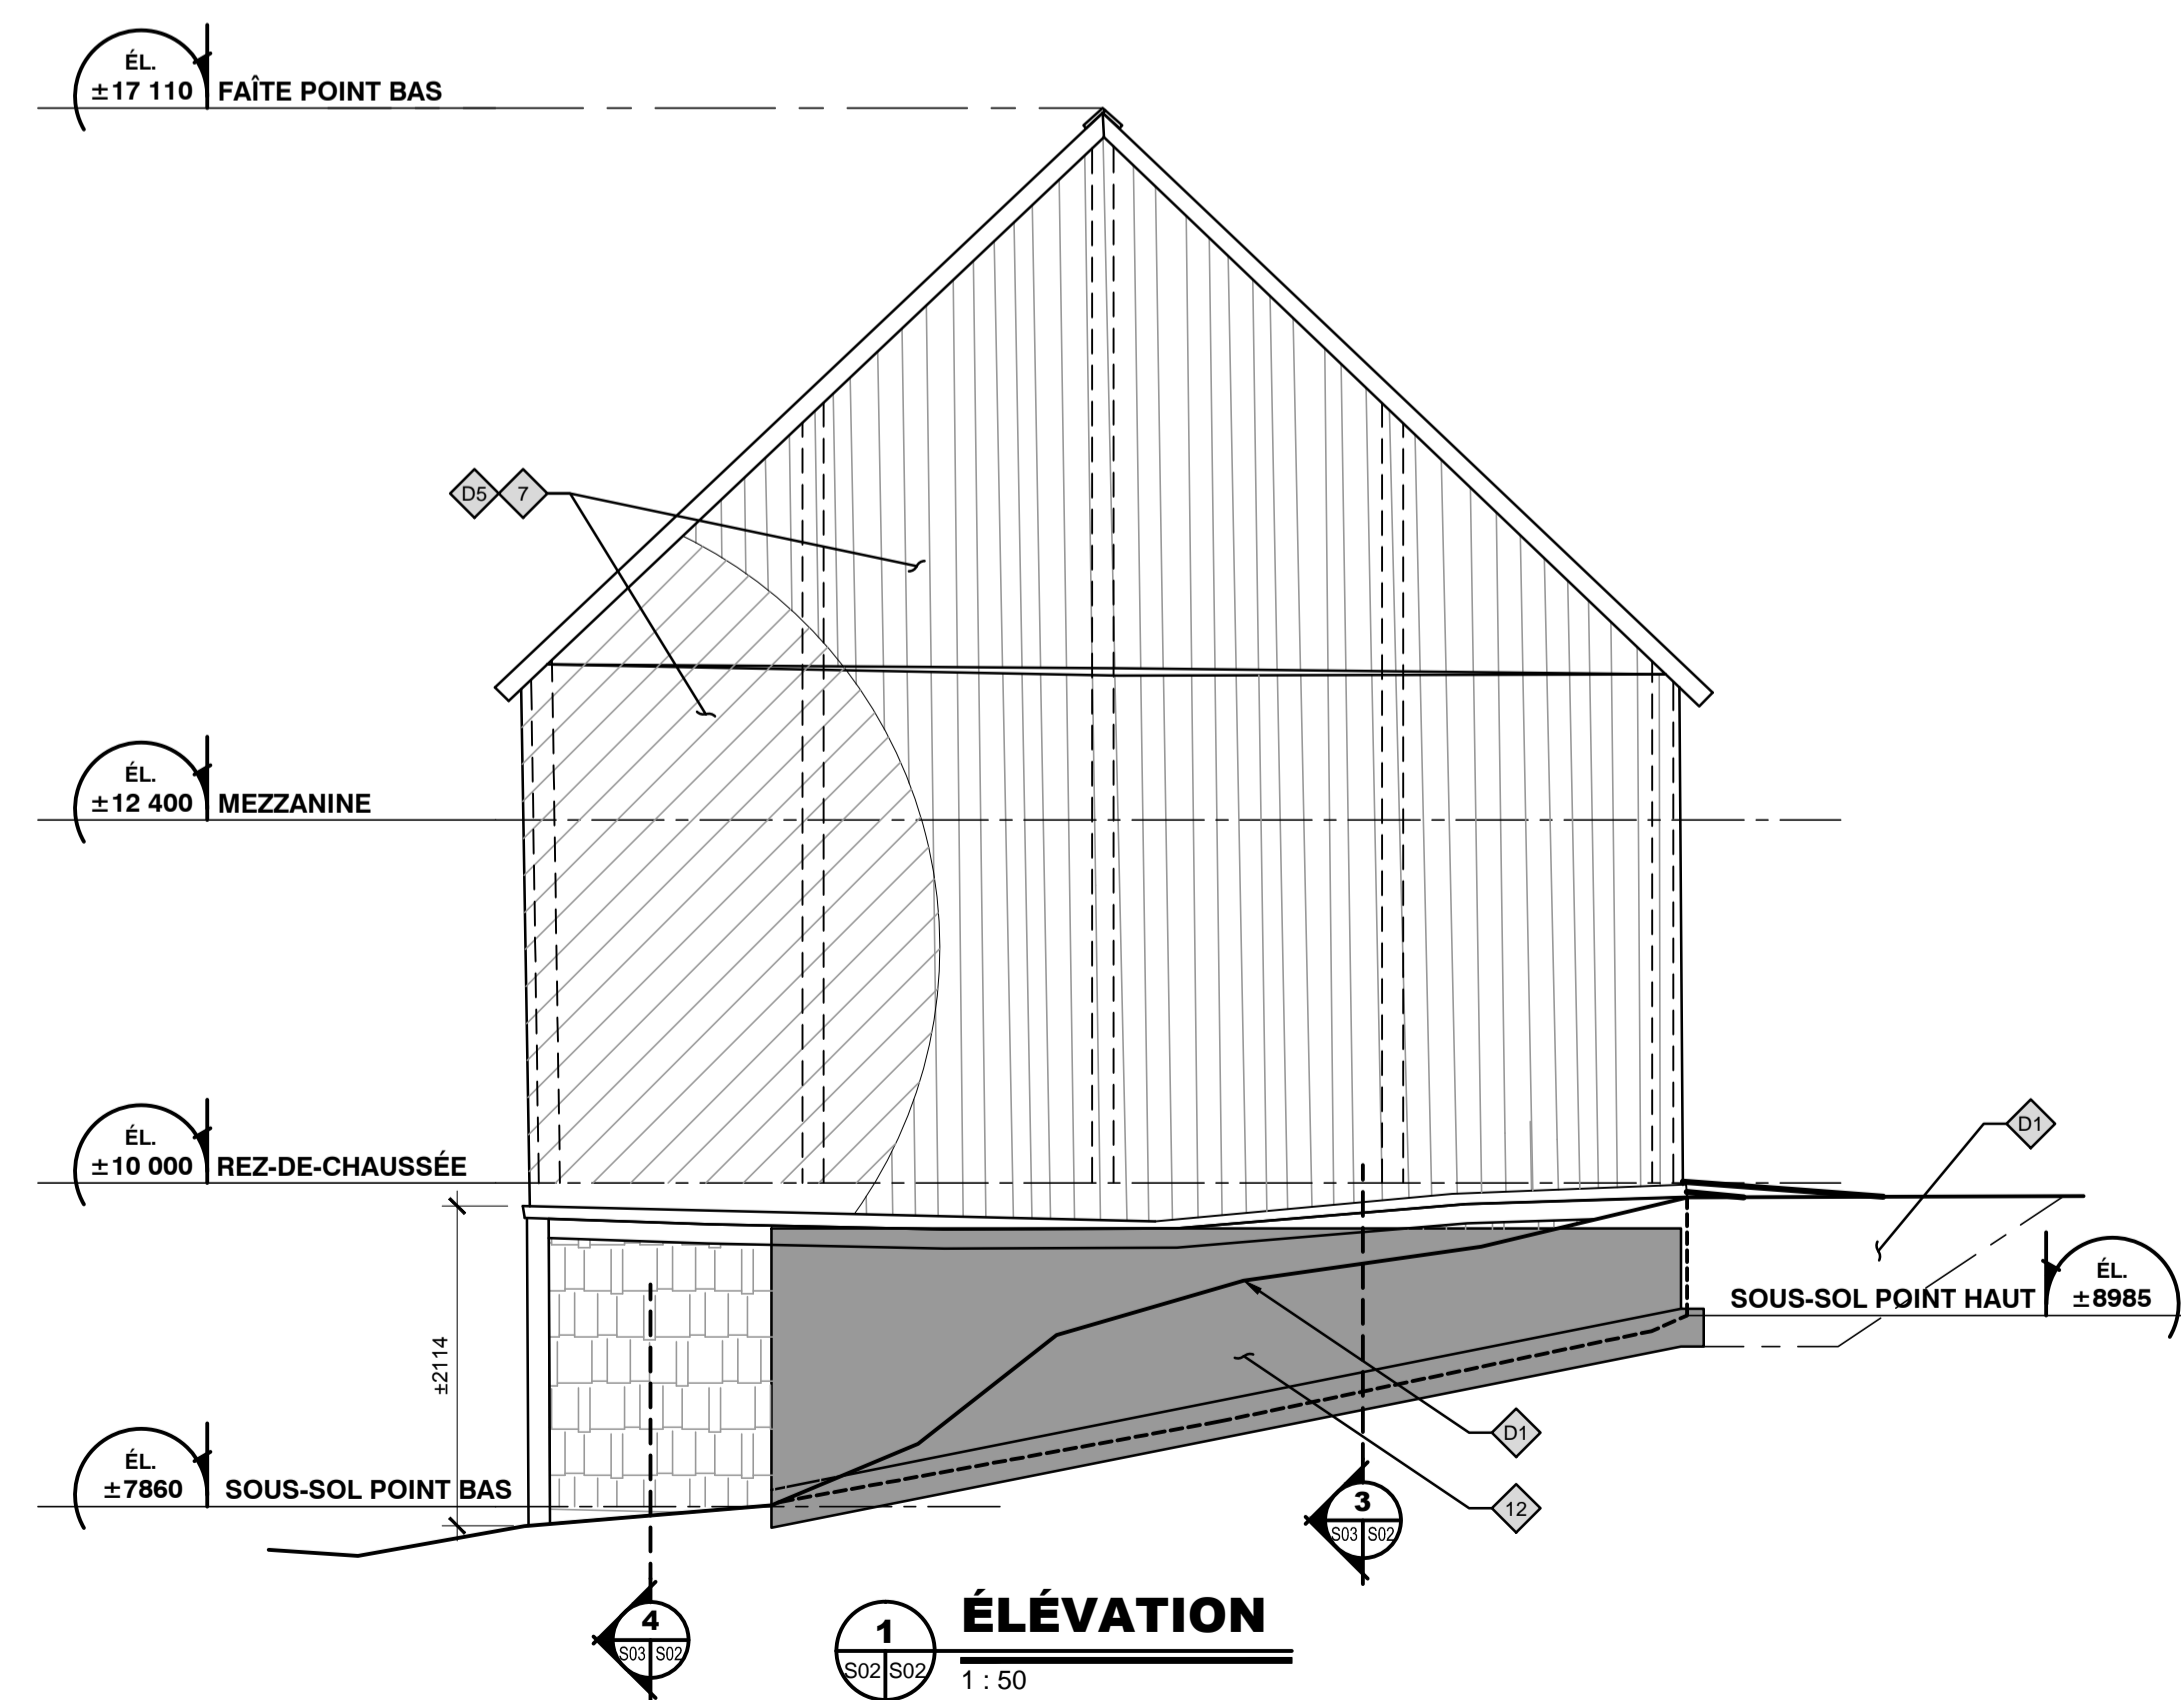 ÉL.
±17 110 FAÎTE POINT BAS
D5 7
ÉL.
±12 400 MEZZANINE
ÉL.
±10 000 REZ-DE-CHAUSSÉE
D1
SOUS-SOL POINT HAUT
ÉL.
±8985
±2114
D1
ÉL.
±7860 SOUS-SOL POINT BAS
3
S03 S02
12
4
S03 S02
1
S02 S02
ÉLÉVATION
1 : 50